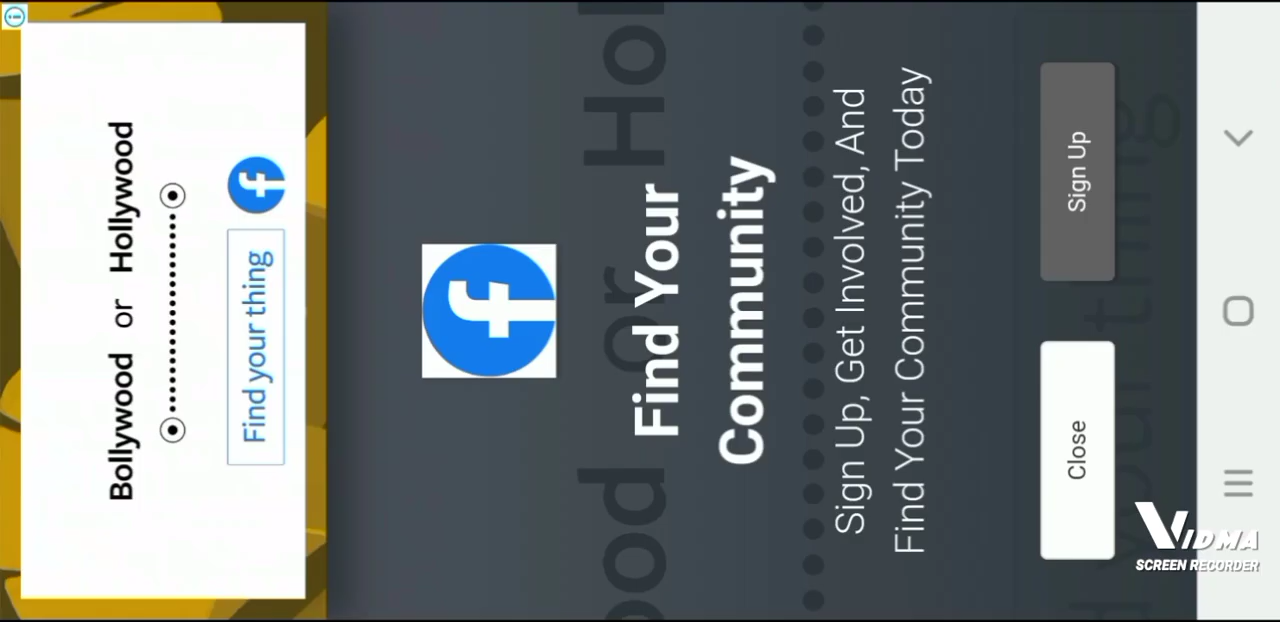 Bollywood or Hollywood
Find your thing
Find Your
Community
Sign Up, Get Involved, And
Find Your Community Today
Close
Sign Up
VIDMA
SCREEN RECORDER